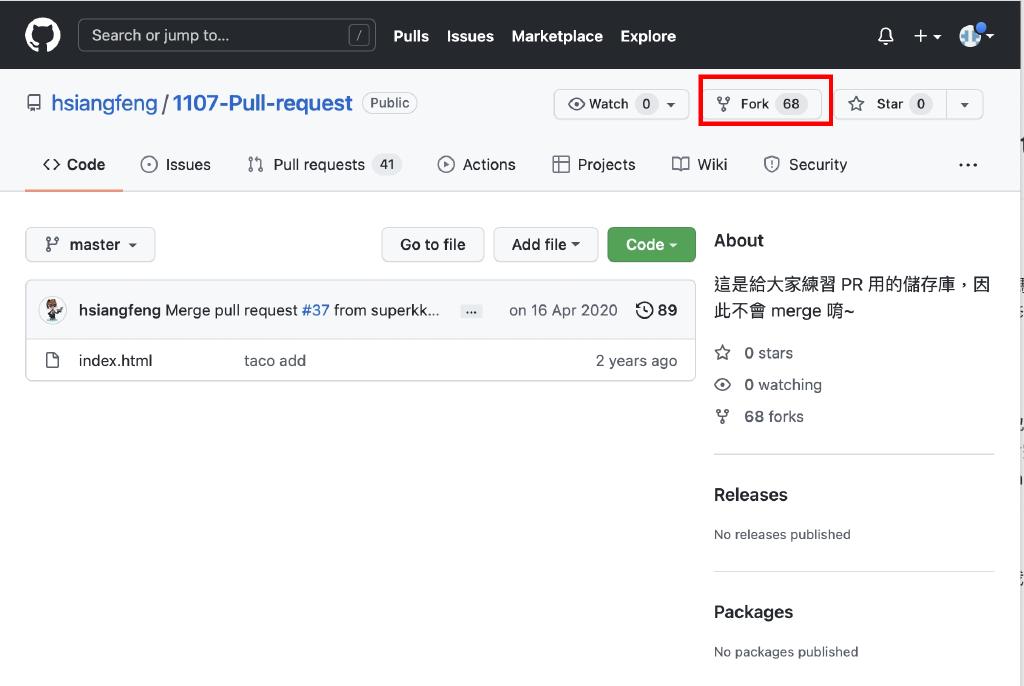 Search or jump to... /
Pulls Issues Marketplace Explore
hsiangfeng / 1107-Pull-request Public
Watch 0 Fork 68 Star 0
Code Issues Pull requests 41 Actions Projects Wiki Security ...
master Go to file Add file Code
hsiangfeng Merge pull request #37 from superkk... ... on 16 Apr 2020 89
index.html taco add 2 years ago
About
這是給大家練習 PR 用的儲存庫，因
此不會 merge 唷~
0 stars
0 watching
68 forks
Releases
No releases published
Packages
No packages published